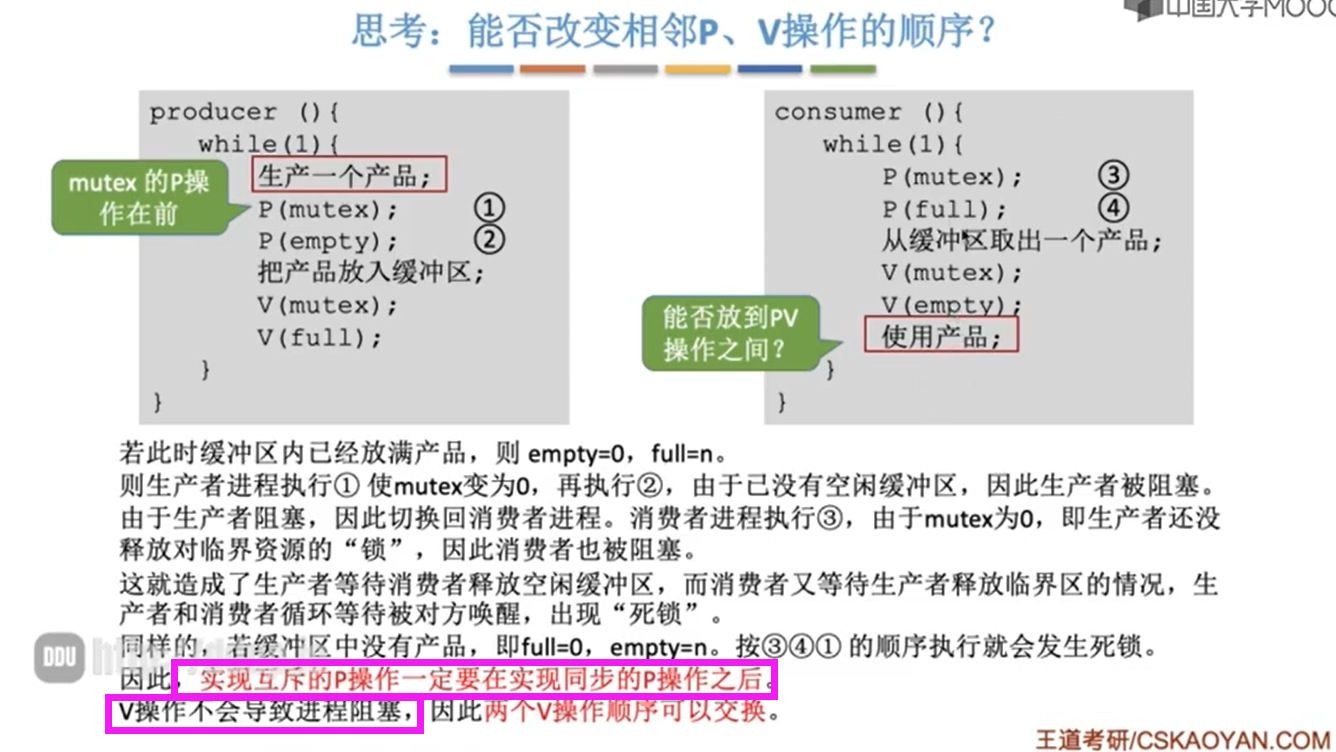 中国大学MOOC
思考：能否改变相邻P、V操作的顺序？
producer (){
while(1){
生产一个产品;
P(mutex); ①
P(empty); ②
把产品放入缓冲区;
V(mutex);
V(full);
}
}
mutex 的P操
作在前
consumer (){
while(1){
P(mutex); ③
P(full); ④
从缓冲区取出一个产品;
V(mutex);
V(empty);
使用产品;
}
}
能否放到PV
操作之间？
若此时缓冲区内已经放满产品，则 empty=0，full=n。
则生产者进程执行① 使mutex变为0，再执行②，由于已没有空闲缓冲区，因此生产者被阻塞。
由于生产者阻塞，因此切换回消费者进程。消费者进程执行③，由于mutex为0，即生产者还没
释放对临界资源的“锁”，因此消费者也被阻塞。
这就造成了生产者等待消费者释放空闲缓冲区，而消费者又等待生产者释放临界区的情况，生
产者和消费者循环等待被对方唤醒，出现“死锁”。
同样的，若缓冲区中没有产品，即full=0，empty=n。按③④① 的顺序执行就会发生死锁。
因此，实现互斥的P操作一定要在实现同步的P操作之后。
V操作不会导致进程阻塞，因此两个V操作顺序可以交换。
DDU
王道考研/CSKAOYAN.COM